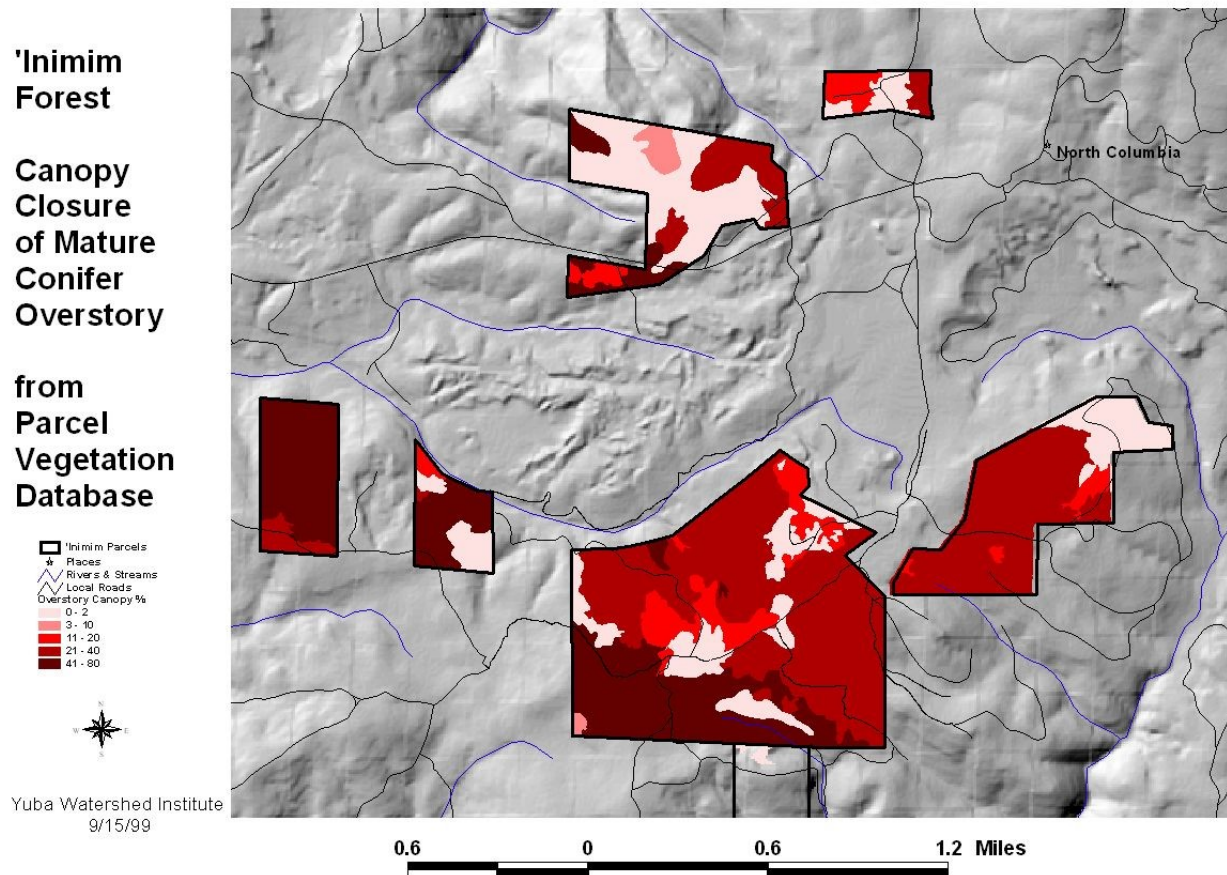 'Inimim
Forest
Canopy
Closure
of Mature
Conifer
Overstory
from
Parcel
Vegetation
Database
'Inimim Parcels
Places
Rivers & Streams
Local Roads
Overstory Canopy %
0 - 2
3 - 10
11 - 20
21 - 40
41 - 80
N
W E
S
Yuba Watershed Institute
9/15/99
North Columbia
0.6 0 0.6 1.2 Miles